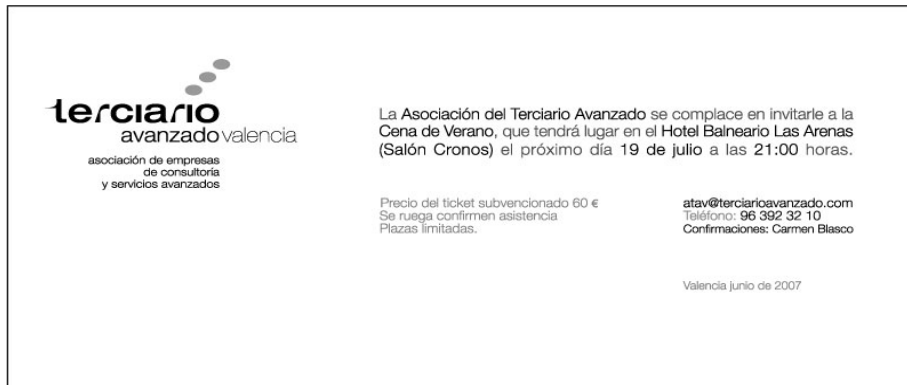 terciario
avanzado valencia
asociación de empresas
de consultoría
y servicios avanzados
La Asociación del Terciario Avanzado se complace en invitarle a la
Cena de Verano, que tendrá lugar en el Hotel Balneario Las Arenas
(Salón Cronos) el próximo día 19 de julio a las 21:00 horas.
Precio del ticket subvencionado 60 €
Se ruega confirmen asistencia
Plazas limitadas.
atav@terciarioavanzado.com
Teléfono: 96 392 32 10
Confirmaciones: Carmen Blasco
Valencia junio de 2007